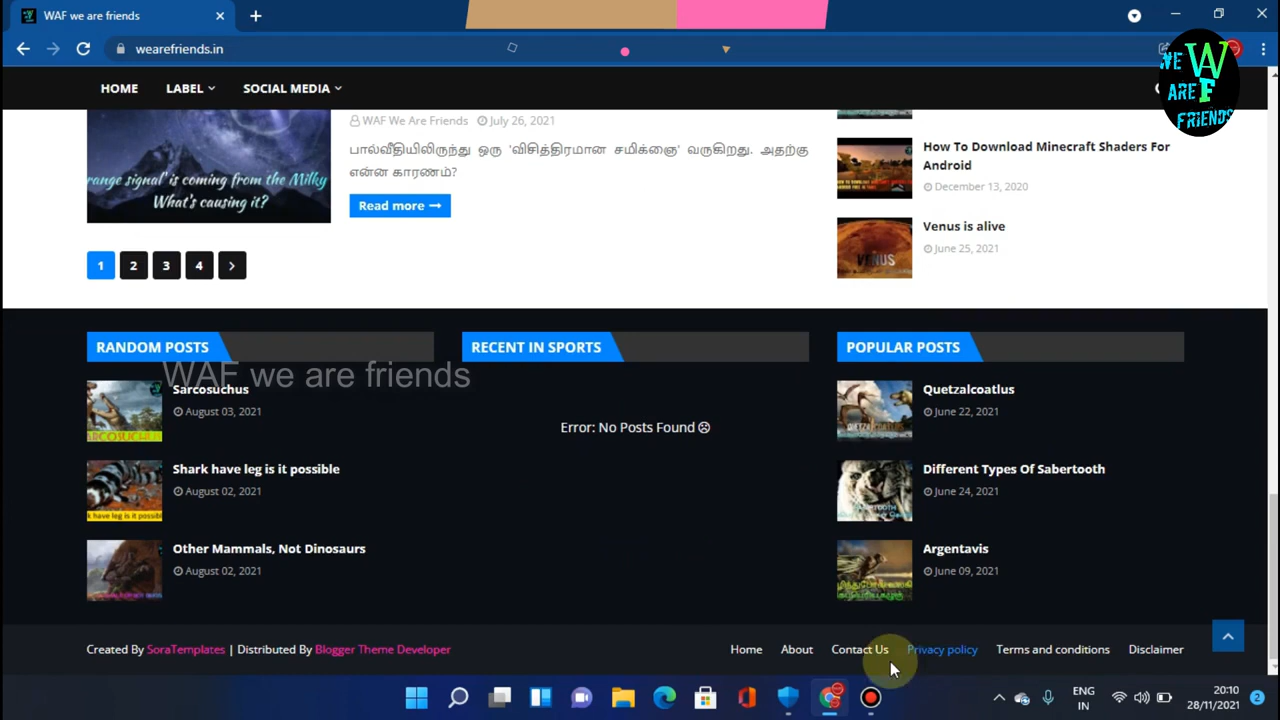 WAF we are friends
wearefriends.in
WE
ARE
W
F
FRIENDS
HOME
LABEL
SOCIAL MEDIA
WAF We Are Friends
July 26, 2021
பால்வீதியிலிருந்து ஒரு 'விசித்திரமான சமிக்ஞை' வருகிறது. அதற்கு
என்ன காரணம்?
Read more
range signal' is coming from the Milky
What's causing it?
How To Download Minecraft Shaders For
Android
December 13, 2020
Venus is alive
June 25, 2021
VENUS
1
2
3
4
RANDOM POSTS
WAF we are friends
Sarcosuchus
August 03, 2021
Shark have leg is it possible
August 02, 2021
k have leg is it possibl
Other Mammals, Not Dinosaurs
August 02, 2021
RECENT IN SPORTS
Error: No Posts Found ☹
POPULAR POSTS
Quetzalcoatlus
June 22, 2021
Different Types Of Sabertooth
June 24, 2021
Argentavis
June 09, 2021
Created By SoraTemplates | Distributed By Blogger Theme Developer
Home
About
Contact Us
Privacy policy
Terms and conditions
Disclaimer
ENG
IN
20:10
28/11/2021
2